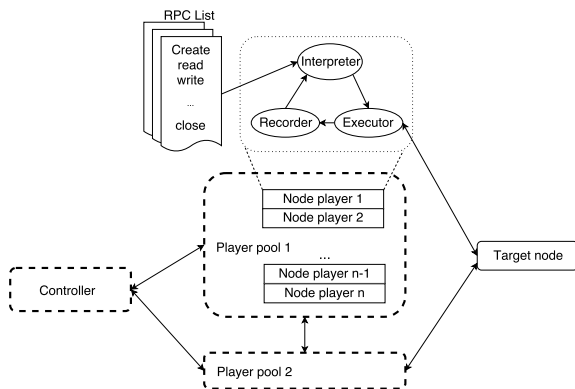 RPC List
Create
read
write
...
close
Interpreter
Recorder
Executor
Node player 1
Node player 2
Player pool 1
...
Node player n-1
Node player n
Target node
Controller
Player pool 2